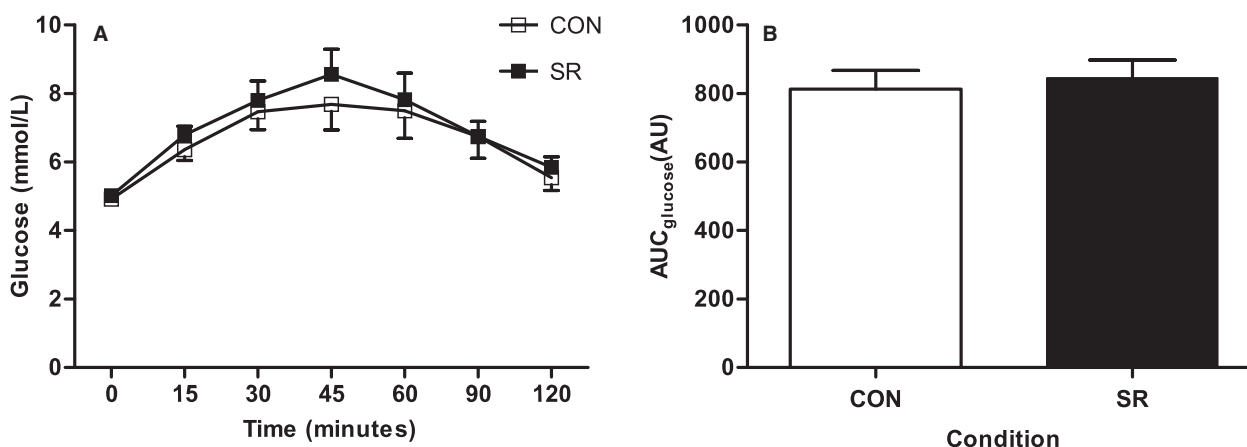 A
CON
SR
10
8
6
4
2
0
Glucose (mmol/L)
0 15 30 45 60 90 120
Time (minutes)
B
1000
800
600
400
200
0
AUCglucose(AU)
CON SR
Condition